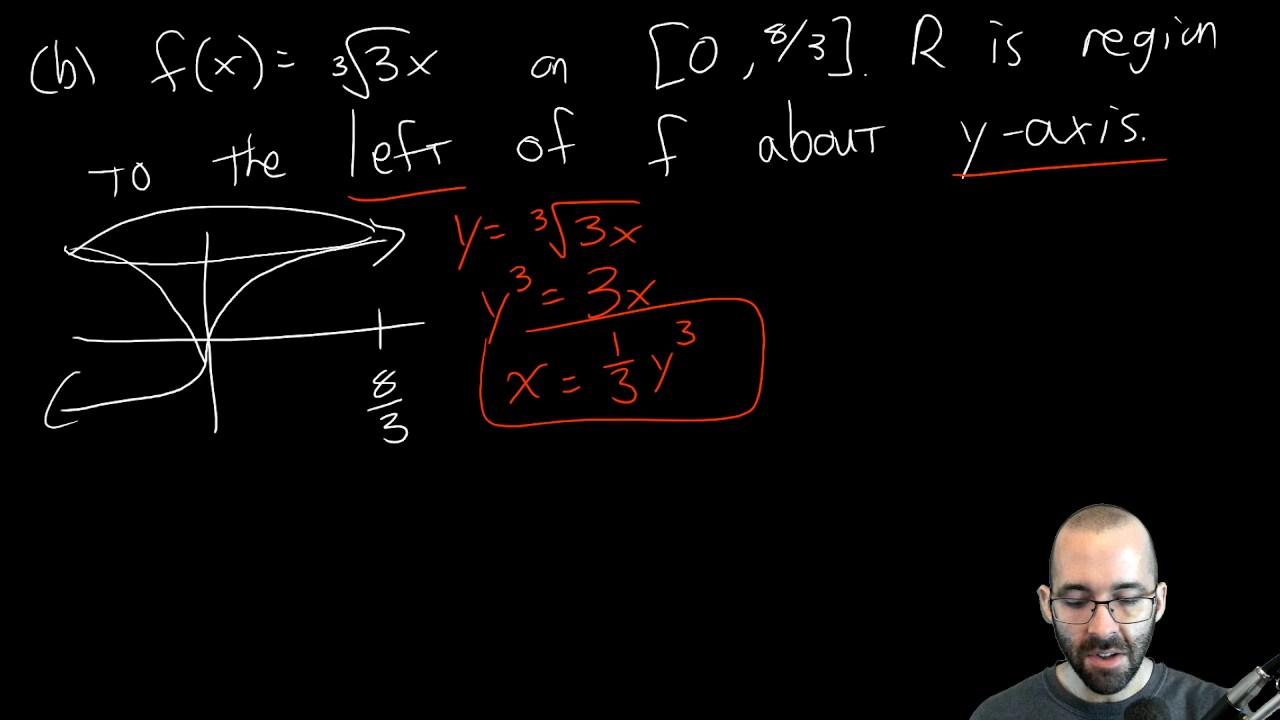 (b) f(x) = ∛3x on [0, 8/3]. R is region
to the left of f about y-axis.
y = ∛3x
y³ = 3x
x = 1/3 y³
8/3